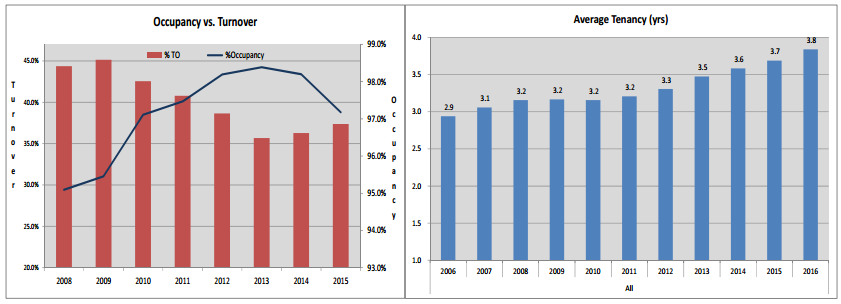 Occupancy vs. Turnover
% TO
%Occupancy
45.0%
40.0%
35.0%
30.0%
25.0%
20.0%
Turnover
99.0%
98.0%
97.0%
96.0%
95.0%
94.0%
93.0%
Occupancy
2008 2009 2010 2011 2012 2013 2014 2015
Average Tenancy (yrs)
4.0
3.5
3.0
2.5
2.0
1.5
1.0
2.9 3.1 3.2 3.2 3.2 3.2 3.3 3.5 3.6 3.7 3.8
2006 2007 2008 2009 2010 2011 2012 2013 2014 2015 2016
All